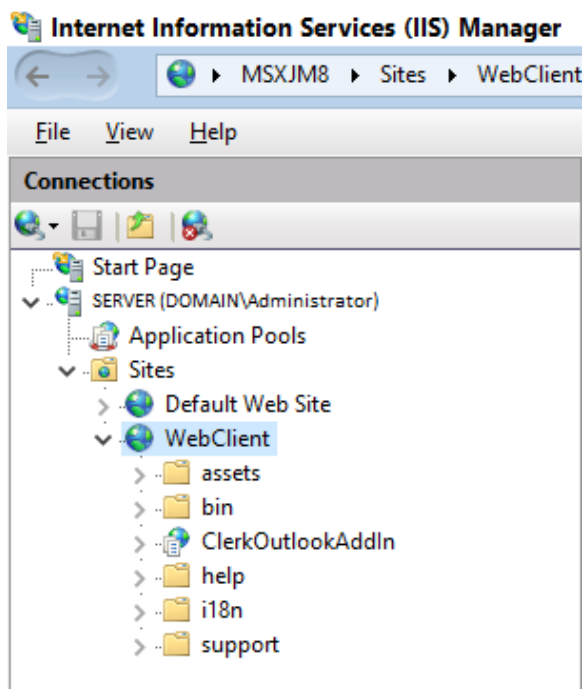 Internet Information Services (IIS) Manager
MSXJM8 Sites WebClient
File View Help
Connections
Start Page
SERVER (DOMAIN\Administrator)
Application Pools
Sites
Default Web Site
WebClient
assets
bin
ClerkOutlookAddIn
help
i18n
support